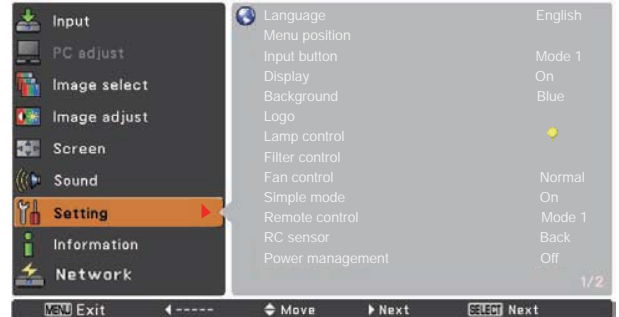 Input
PC adjust
Image select
Image adjust
Screen
Sound
Setting
Information
Network
Language English
Menu position
Input button Mode 1
Display On
Background Blue
Logo
Lamp control
Filter control
Fan control Normal
Simple mode On
Remote control Mode 1
RC sensor Back
Power management Off
1/2
MENU Exit ----- Move Next SELECT Next